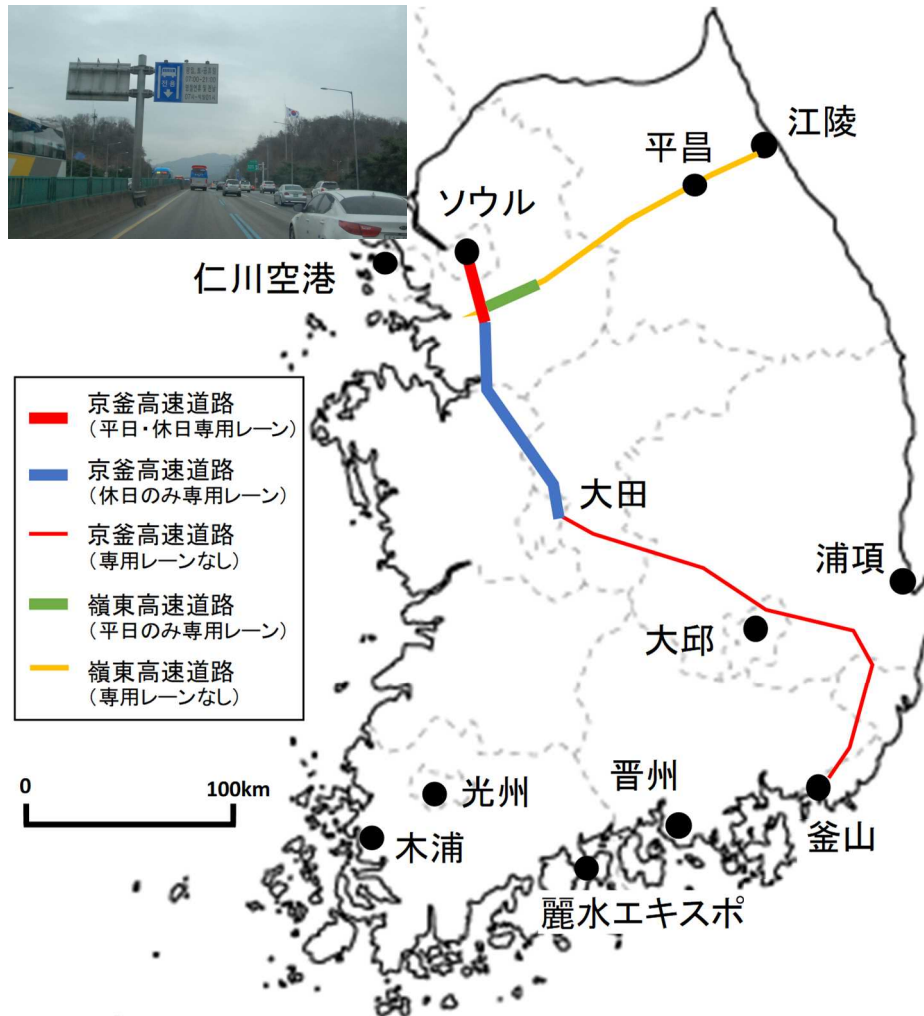 전용
江陵
平昌
ソウル
仁川空港
京釜高速道路
(平日・休日専用レーン)
京釜高速道路
(休日のみ専用レーン)
京釜高速道路
(専用レーンなし)
嶺東高速道路
(平日のみ専用レーン)
嶺東高速道路
(専用レーンなし)
大田
浦項
大邱
0
100km
光州
晋州
木浦
釜山
麗水エキスポ